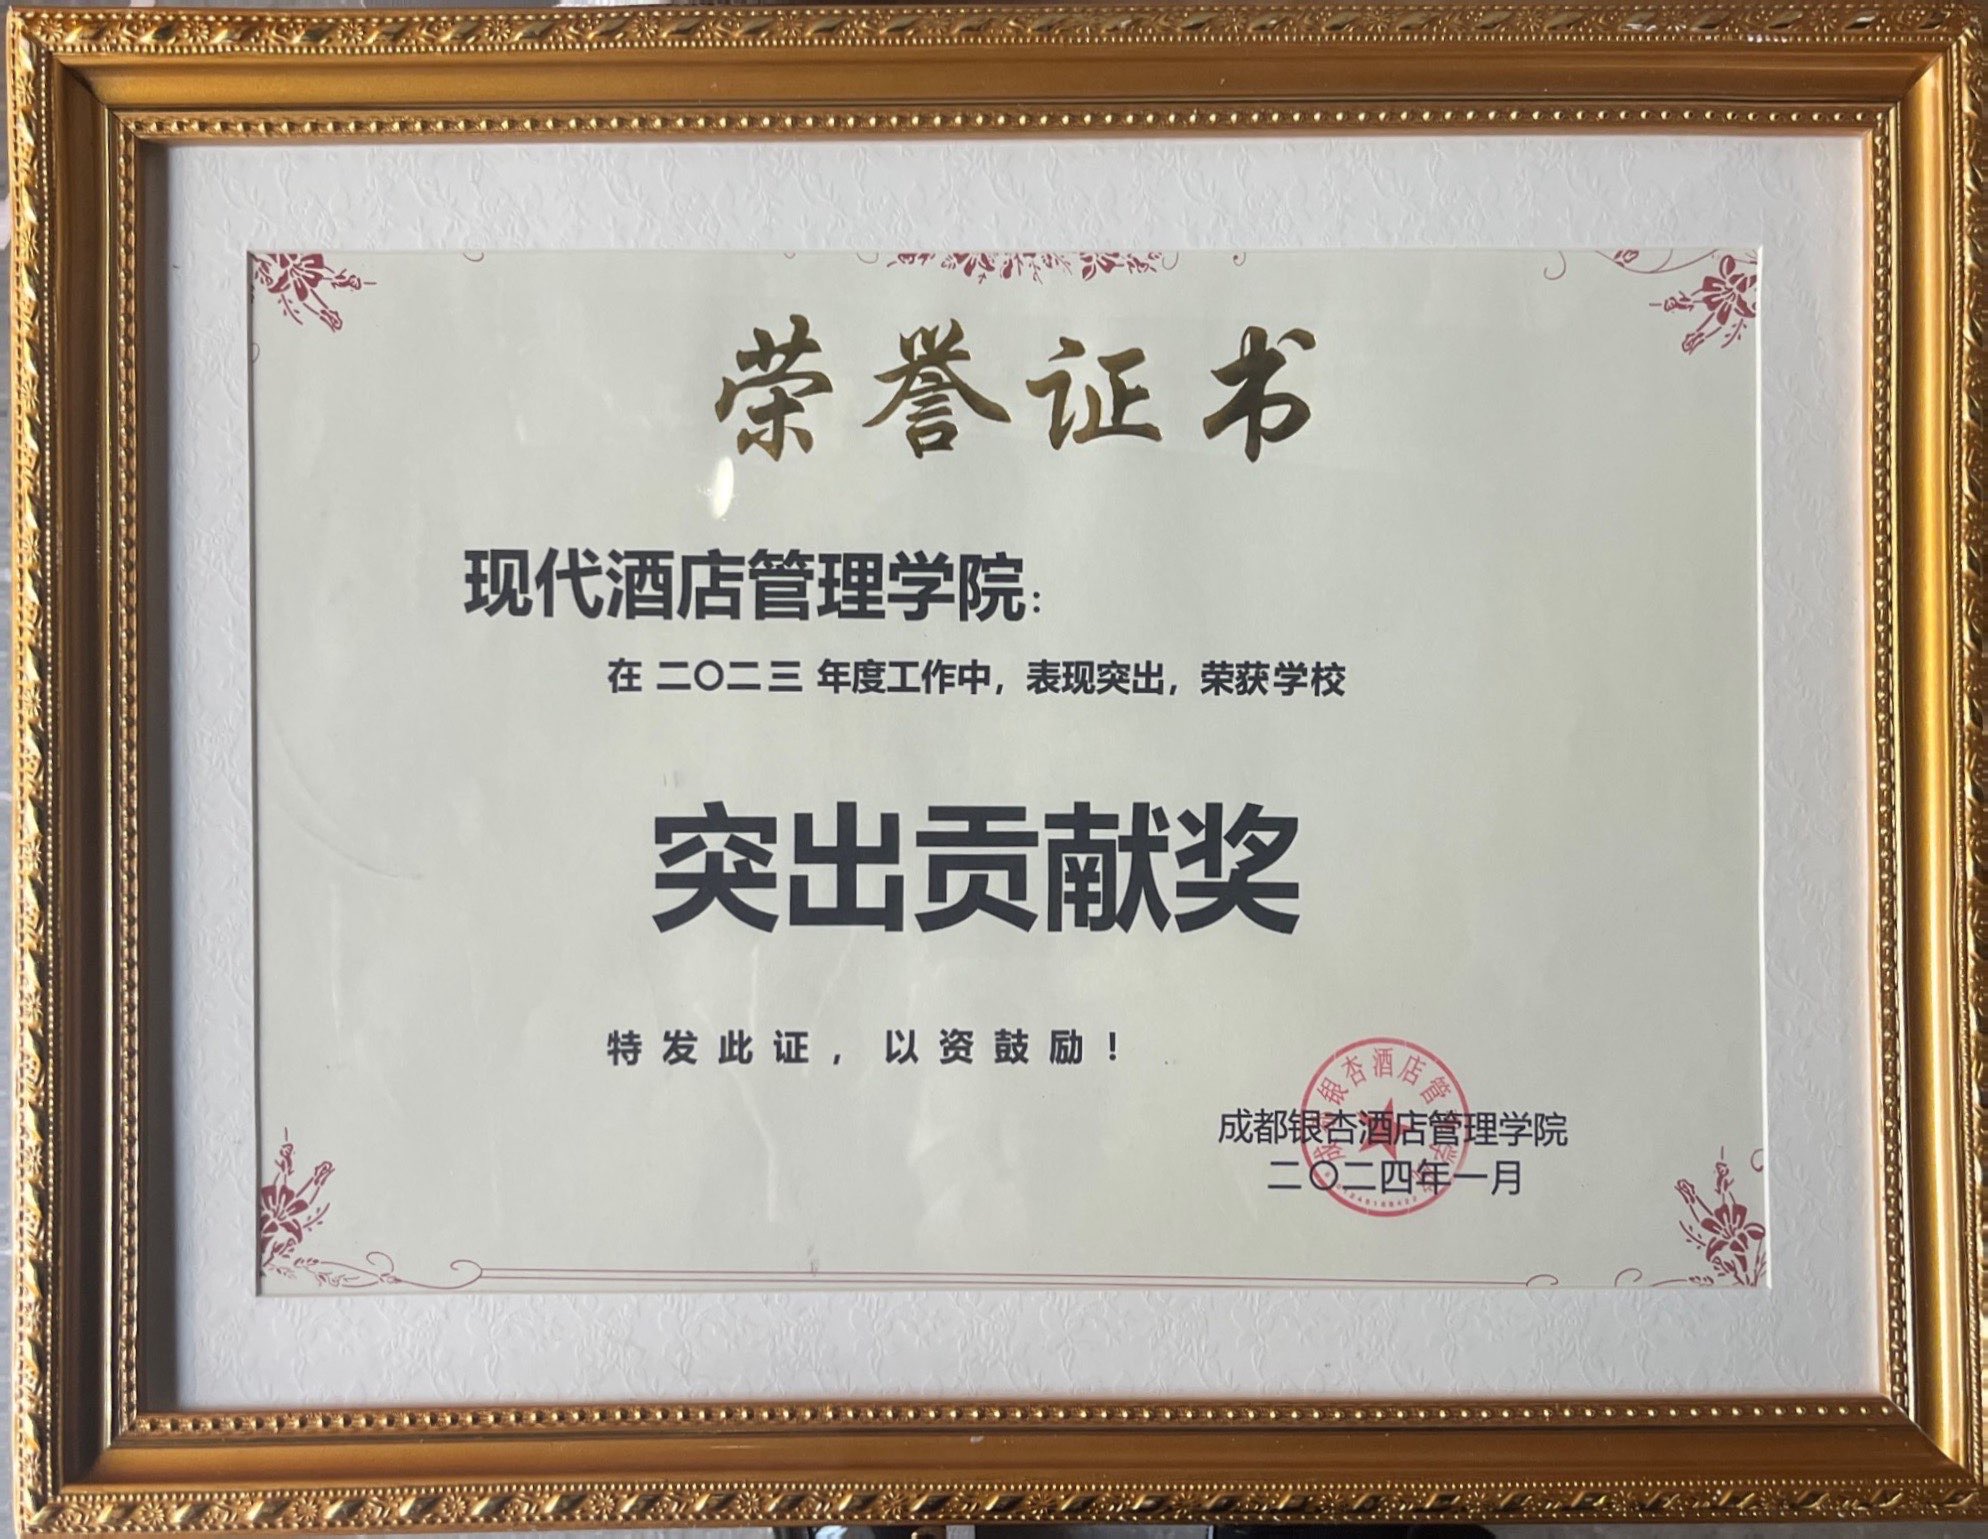 荣誉证书
现代酒店管理学院：
在 二〇二三 年度工作中，表现突出，荣获学校
突出贡献奖
特发此证，以资鼓励！
成都银杏酒店管理学院
二〇二四年一月